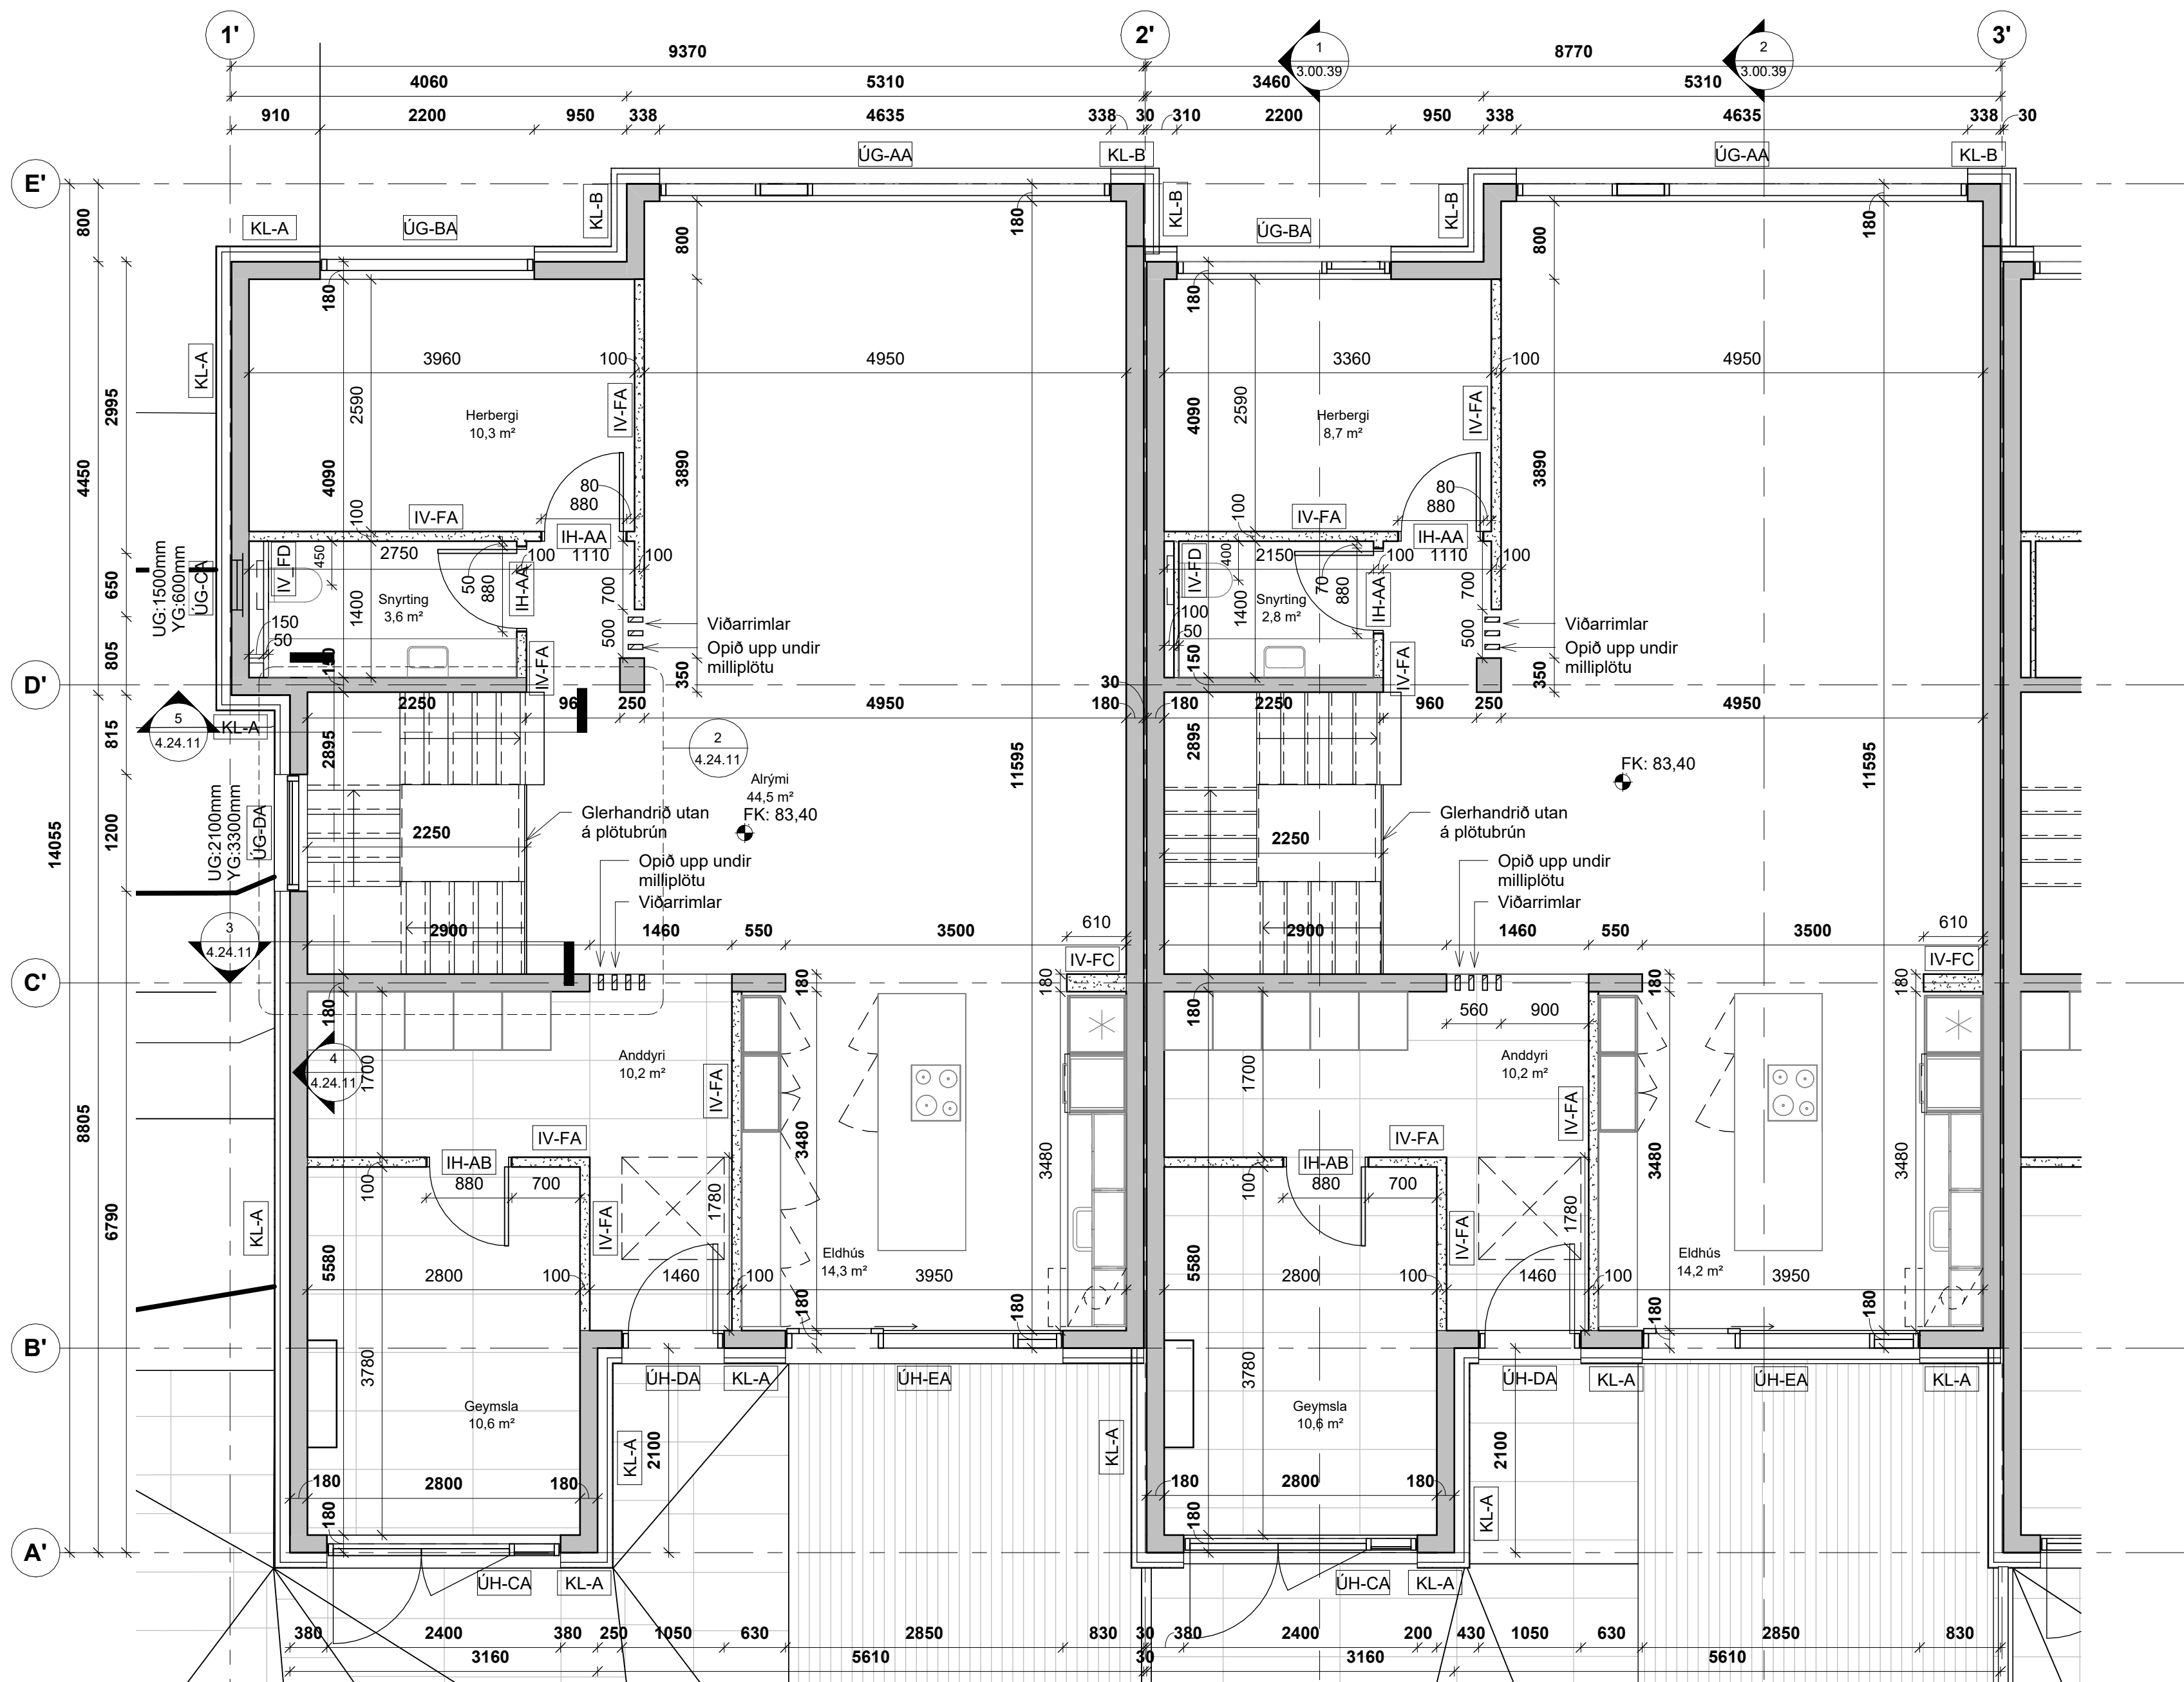 1'
2'
3'
9370
8770
1
3.00.39
2
3.00.39
4060
5310
3460
5310
910
2200
950
338
4635
338
30
310
2200
950
338
4635
338
30
ÚG-AA
KL-B
ÚG-AA
KL-B
E'
KL-A
ÚG-BA
KL-B
KL-B
ÚG-BA
KL-B
800
180
800
180
800
180
180
KL-A
3960
100
4950
3360
100
4950
2995
2590
IV-FA
4090
2590
IV-FA
Herbergi
10,3 m²
Herbergi
8,7 m²
4450
4090
3890
3890
80
880
80
880
100
IV-FA
IH-AA
100
IV-FA
IH-AA
2750
100
1110
100
2150
100
1110
100
650
UG:1500mm
YG:600mm
ÚG-CA
IV_FD
450
50
880
IH-AA
700
IV-FD
400
70
880
IH-AA
700
Snyrting
3,6 m²
1400
Snyrting
2,8 m²
1400
150
50
100
50
500
Viðarrimlar
Opið upp undir
milliplötu
500
Viðarrimlar
Opið upp undir
milliplötu
805
150
IV-FA
350
150
IV-FA
350
D'
30
2250
960
250
4950
180
180
2250
960
250
4950
5
4.24.11
KL-A
815
2895
2
4.24.11
11595
2895
11595
Alrými
44,5 m²
FK: 83,40
FK: 83,40
14055
1200
UG:2100mm
YG:3300mm
ÚG-DA
2250
Glerhandrið utan
á plötubrún
2250
Glerhandrið utan
á plötubrún
Opið upp undir
milliplötu
Viðarrimlar
Opið upp undir
milliplötu
Viðarrimlar
3
4.24.11
2900
1460
550
3500
610
2900
1460
550
3500
610
IV-FC
IV-FC
C'
180
180
180
180
180
180
560
900
4
4.24.11
1700
Anddyri
10,2 m²
IV-FA
1700
Anddyri
10,2 m²
IV-FA
8805
3480
3480
3480
3480
IH-AB
IV-FA
IH-AB
IV-FA
100
880
700
100
880
700
6790
KL-A
IV-FA
1780
IV-FA
1780
5580
Eldhús
14,3 m²
5580
Eldhús
14,2 m²
2800
100
1460
100
3950
2800
100
1460
100
3950
180
180
180
180
B'
3780
ÚH-DA
KL-A
ÚH-EA
3780
ÚH-DA
KL-A
ÚH-EA
KL-A
Geymsla
10,6 m²
Geymsla
10,6 m²
KL-A
2100
KL-A
2100
180
2800
180
180
2800
180
180
180
KL-A
A'
ÚH-CA
KL-A
ÚH-CA
KL-A
380
2400
380
250
1050
630
2850
830
30
380
2400
200
430
1050
630
2850
830
3160
5610
30
3160
5610